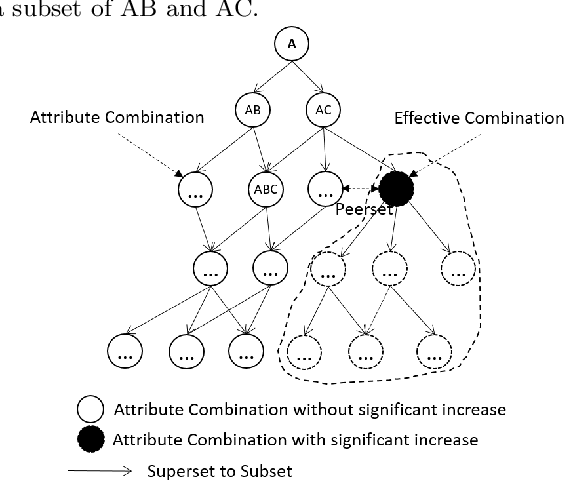 a subset of AB and AC.
A
AB AC
Attribute Combination Effective Combination
... ABC ...
Peerset
... ... ... ... ...
... ... ... ... ... ...
Attribute Combination without significant increase
Attribute Combination with significant increase
Superset to Subset